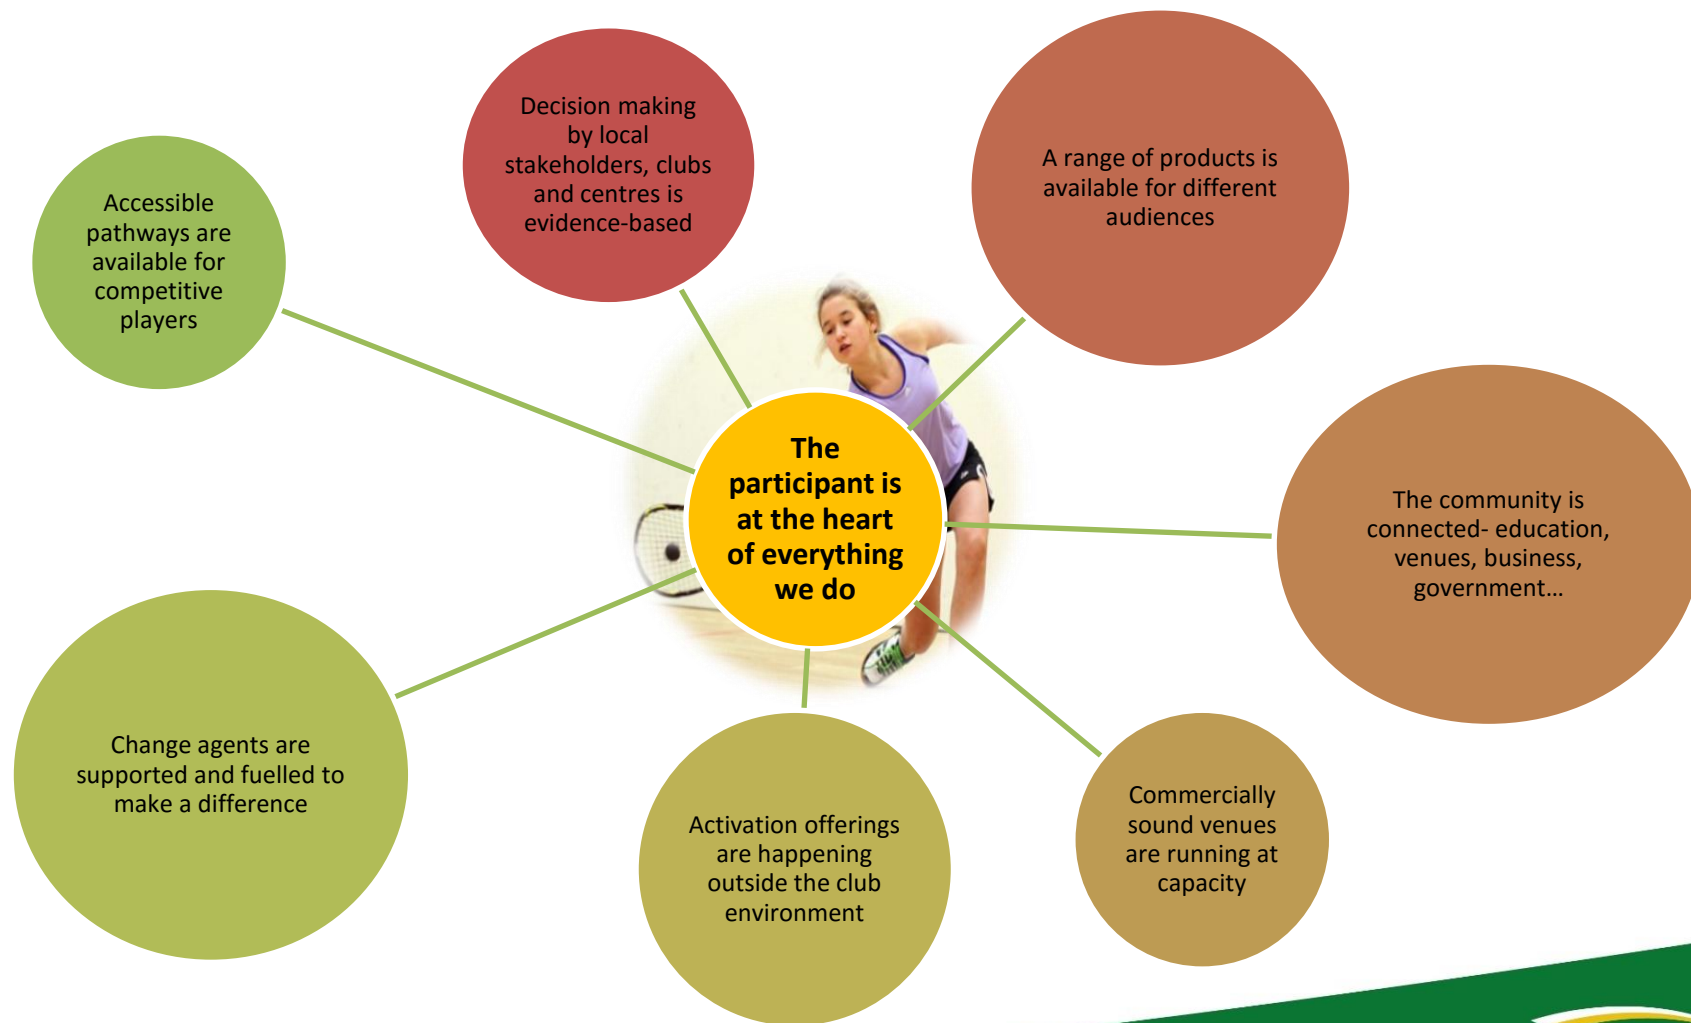 Decision making
by local
stakeholders, clubs
and centres is
evidence-based
A range of products is
available for different
audiences
Accessible
pathways are
available for
competitive
players
The
participant is
at the heart
of everything
we do
The community is
connected- education,
venues, business,
government…
Change agents are
supported and fuelled to
make a difference
Activation offerings
are happening
outside the club
environment
Commercially
sound venues
are running at
capacity